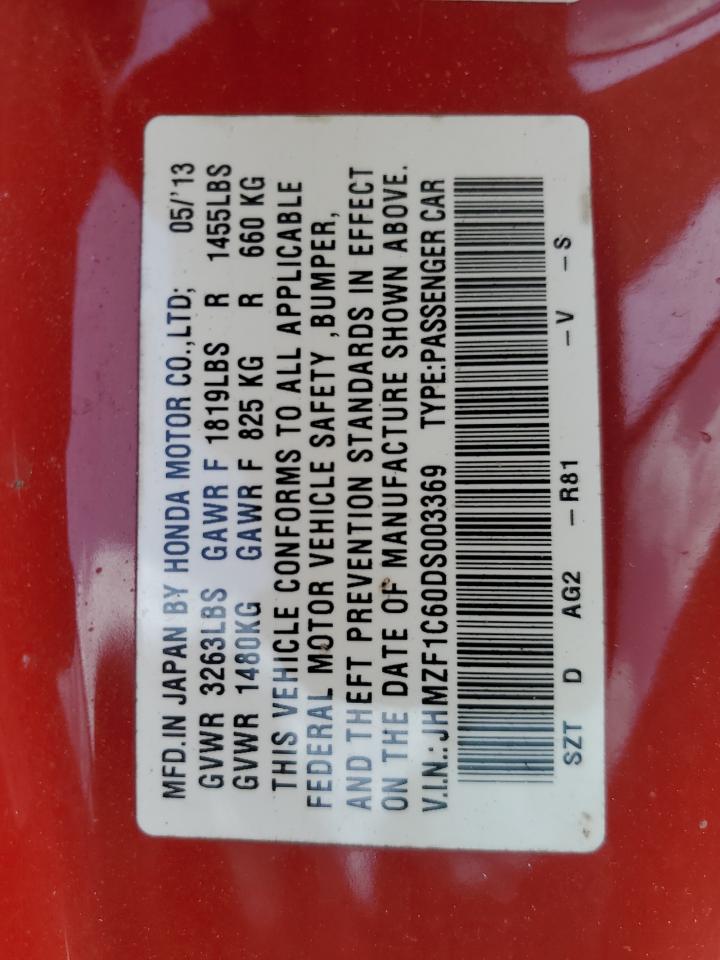 MFD.IN JAPAN BY HONDA MOTOR CO.,LTD; 05/'13
GVWR 3263LBS GAWR F 1819LBS R 1455LBS
GVWR 1480KG GAWR F 825 KG R 660 KG
THIS VEHICLE CONFORMS TO ALL APPLICABLE
FEDERAL MOTOR VEHICLE SAFETY ,BUMPER,
AND THEFT PREVENTION STANDARDS IN EFFECT
ON THE DATE OF MANUFACTURE SHOWN ABOVE.
V.I.N.: JHMZF1C60DS003369 TYPE:PASSENGER CAR
SZT D AG2 – R81 – V – S